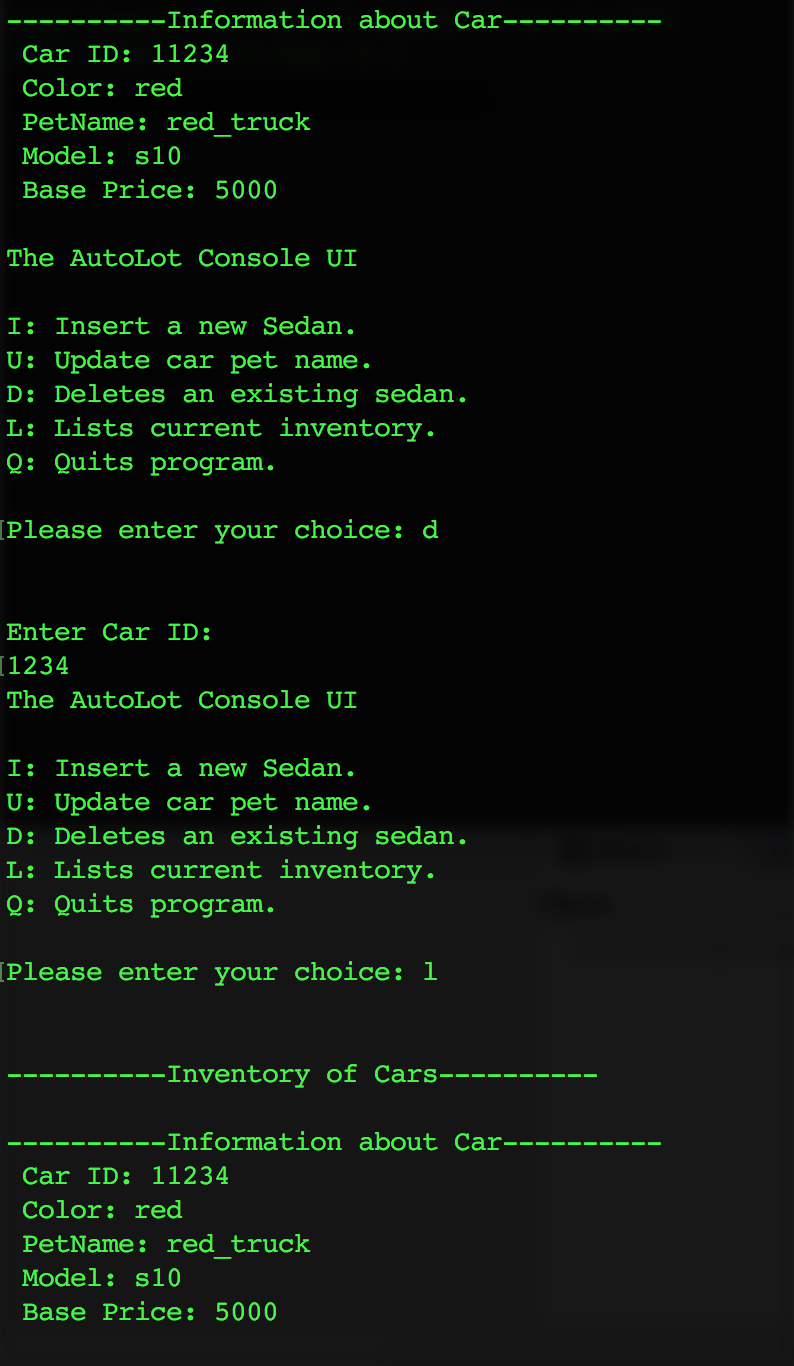 ----------Information about Car----------
Car ID: 11234
Color: red
PetName: red_truck
Model: s10
Base Price: 5000
The AutoLot Console UI
I: Insert a new Sedan.
U: Update car pet name.
D: Deletes an existing sedan.
L: Lists current inventory.
Q: Quits program.
[Please enter your choice: d
Enter Car ID:
[1234
The AutoLot Console UI
I: Insert a new Sedan.
U: Update car pet name.
D: Deletes an existing sedan.
L: Lists current inventory.
Q: Quits program.
[Please enter your choice: l
----------Inventory of Cars----------
----------Information about Car----------
Car ID: 11234
Color: red
PetName: red_truck
Model: s10
Base Price: 5000